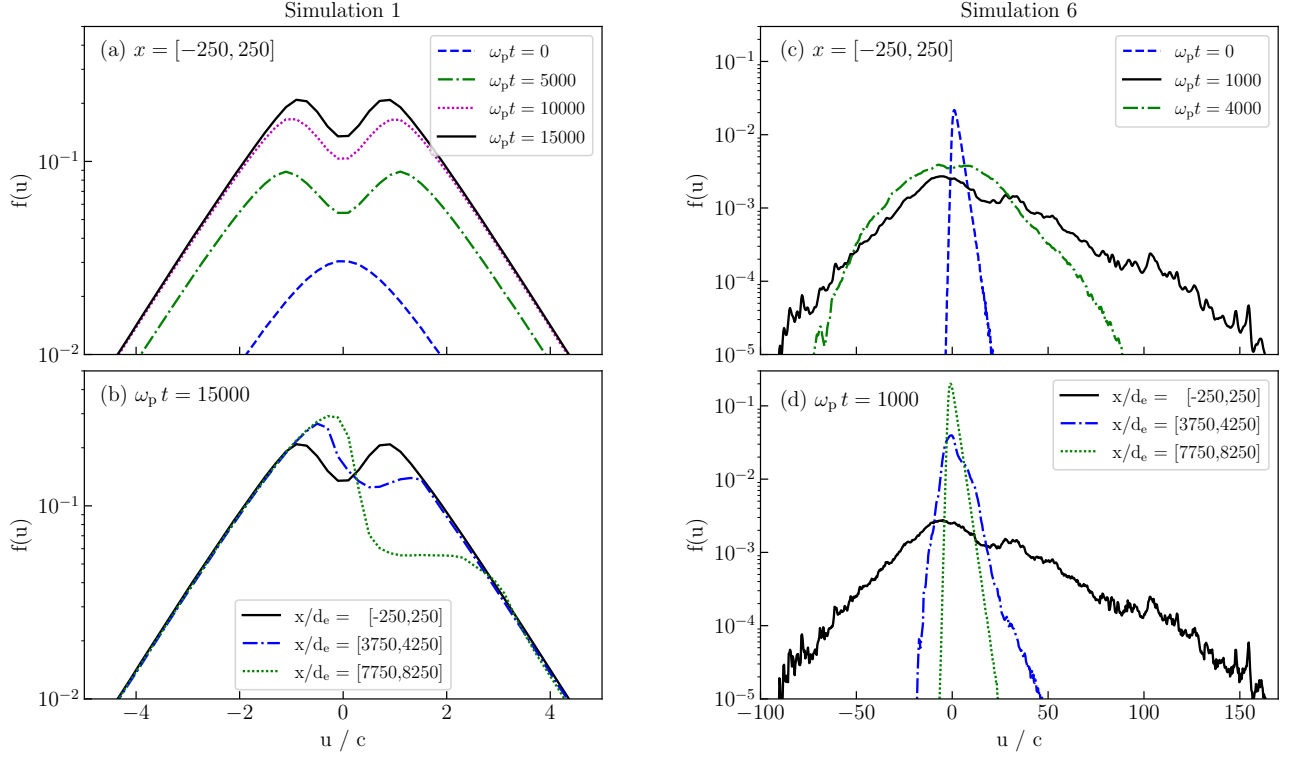 Simulation 1
(a) x = [−250, 250]
ωₚt = 0
ωₚt = 5000
ωₚt = 10000
ωₚt = 15000
f(u)
10⁻¹
10⁻²
(b) ωₚ t = 15000
x/dₑ = [-250,250]
x/dₑ = [3750,4250]
x/dₑ = [7750,8250]
f(u)
10⁻¹
10⁻²
−4 −2 0 2 4
u / c
Simulation 6
(c) x = [−250, 250]
ωₚt = 0
ωₚt = 1000
ωₚt = 4000
f(u)
10⁻¹
10⁻²
10⁻³
10⁻⁴
10⁻⁵
(d) ωₚ t = 1000
x/dₑ = [-250,250]
x/dₑ = [3750,4250]
x/dₑ = [7750,8250]
f(u)
10⁻¹
10⁻²
10⁻³
10⁻⁴
10⁻⁵
−100 −50 0 50 100 150
u / c